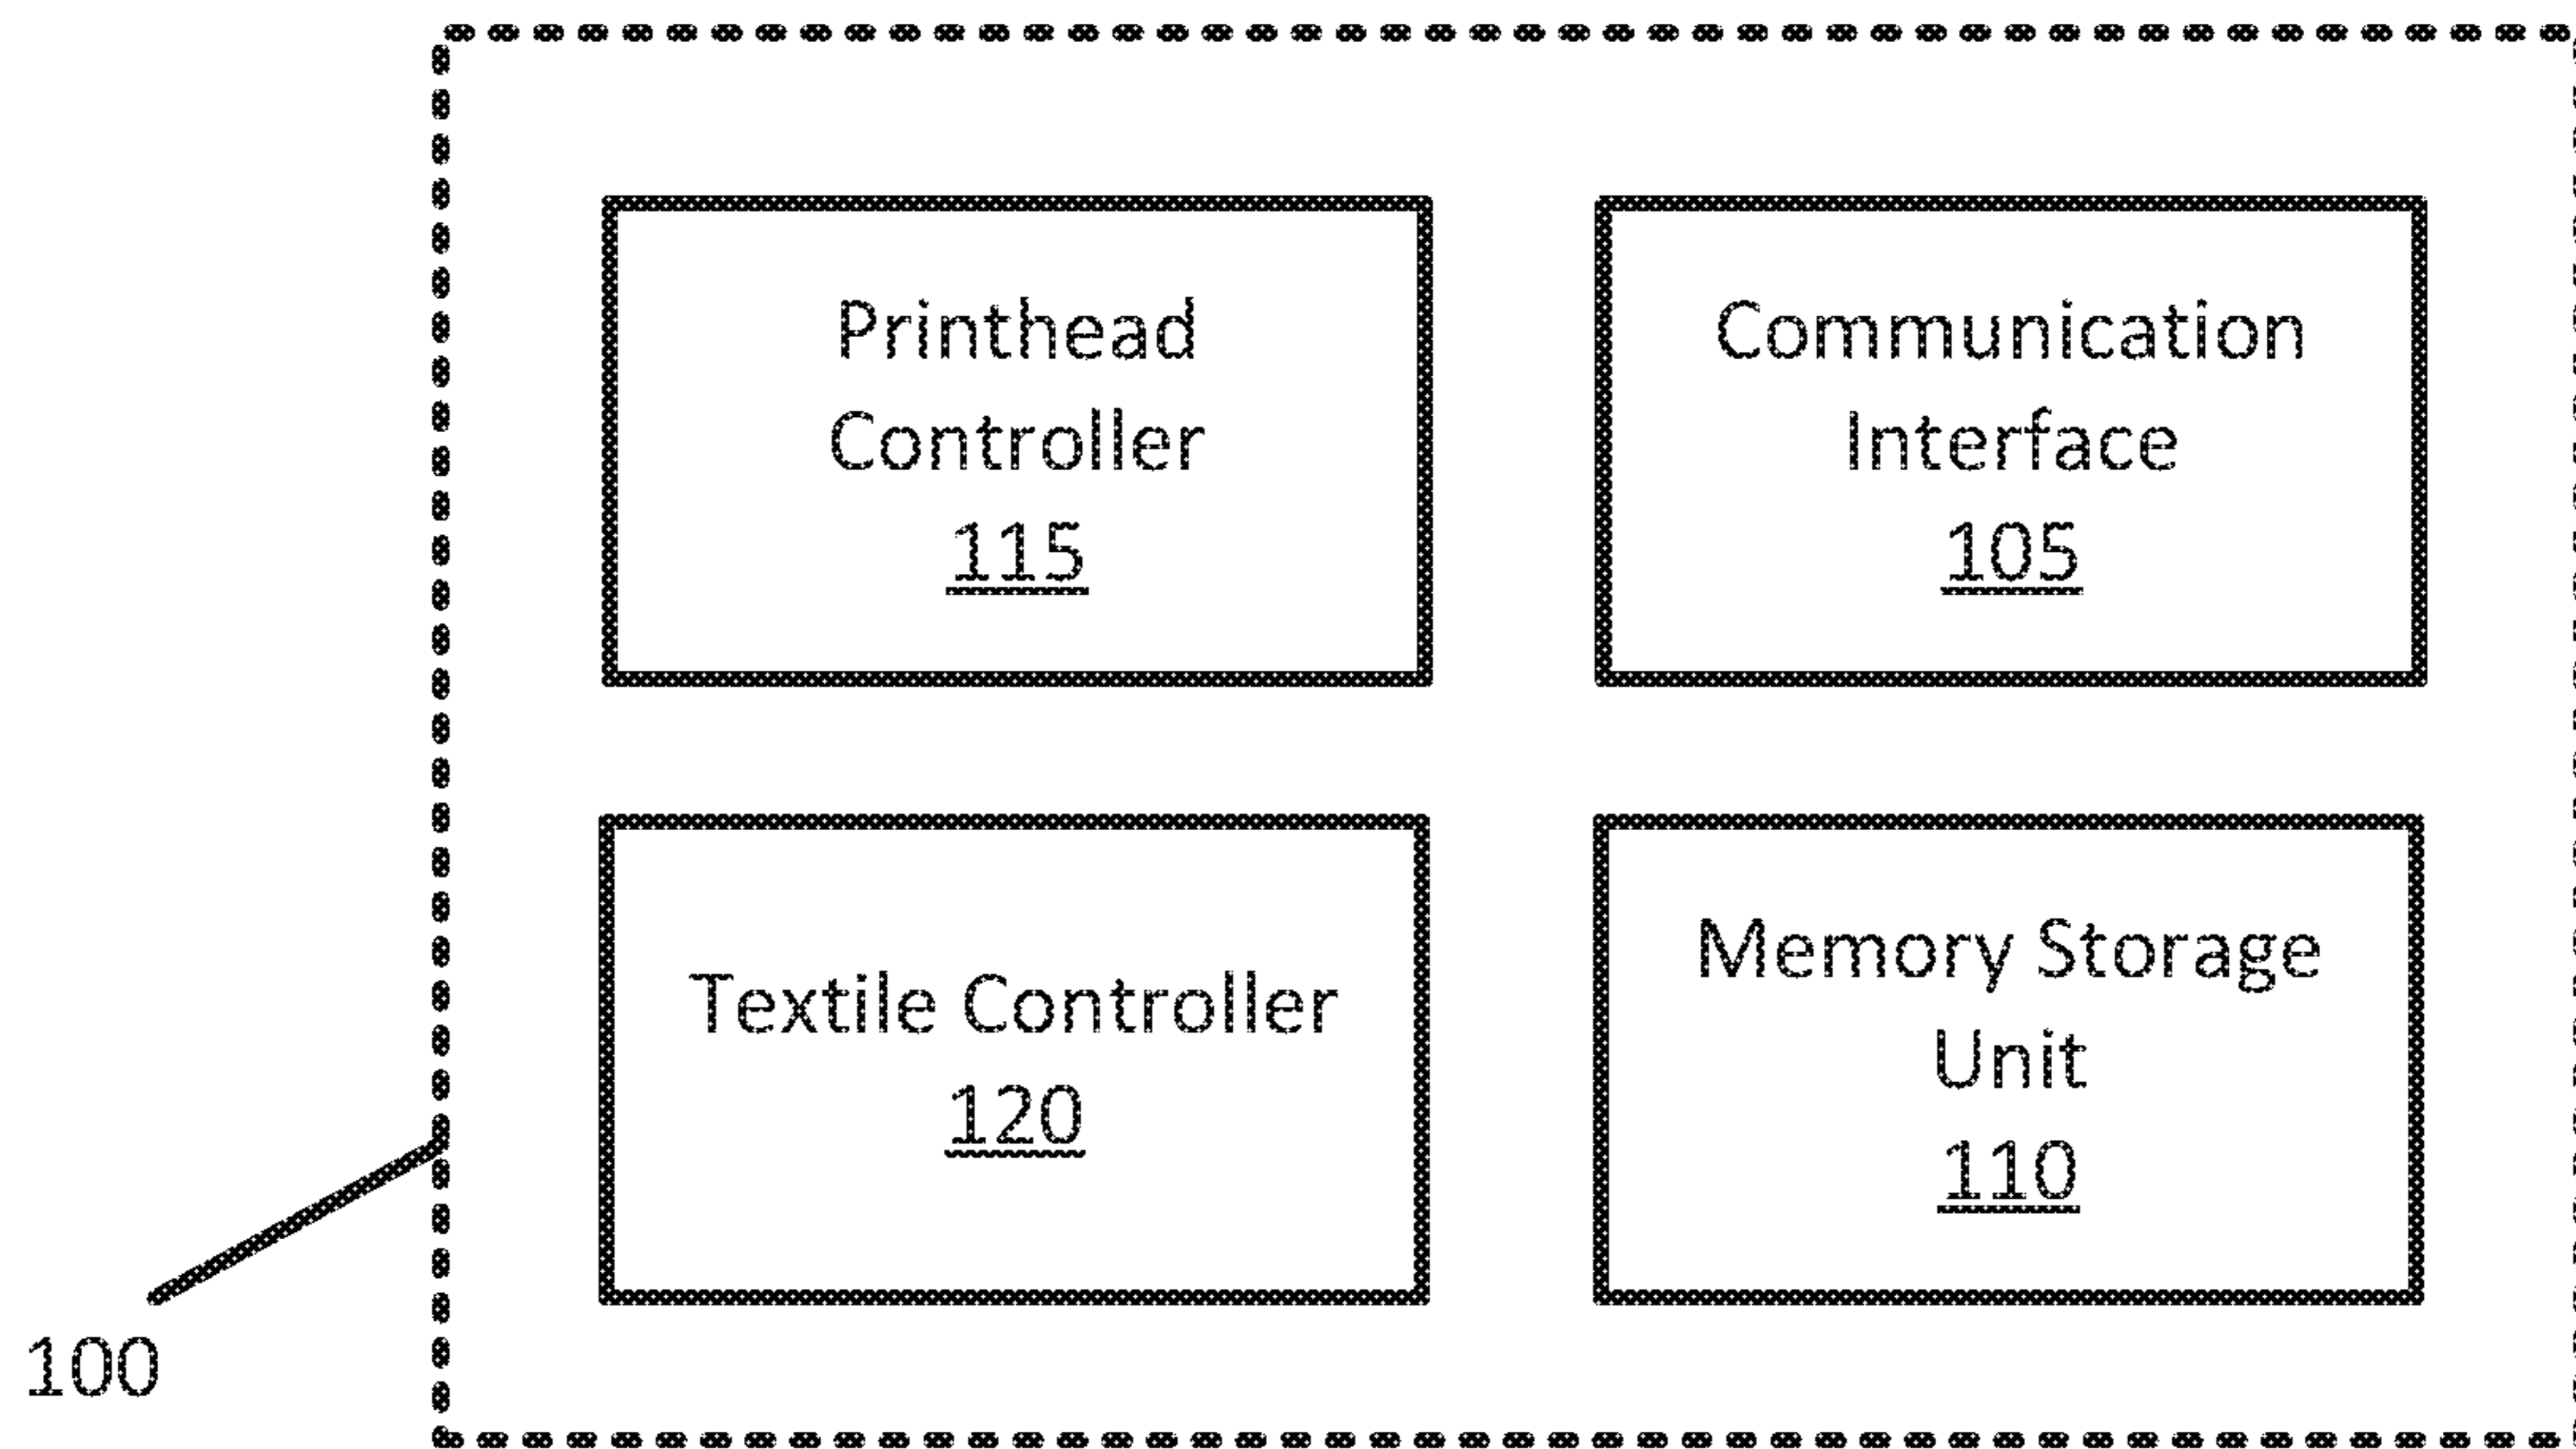 Printhead
Controller
115
Communication
Interface
105
Textile Controller
120
Memory Storage
Unit
110
100